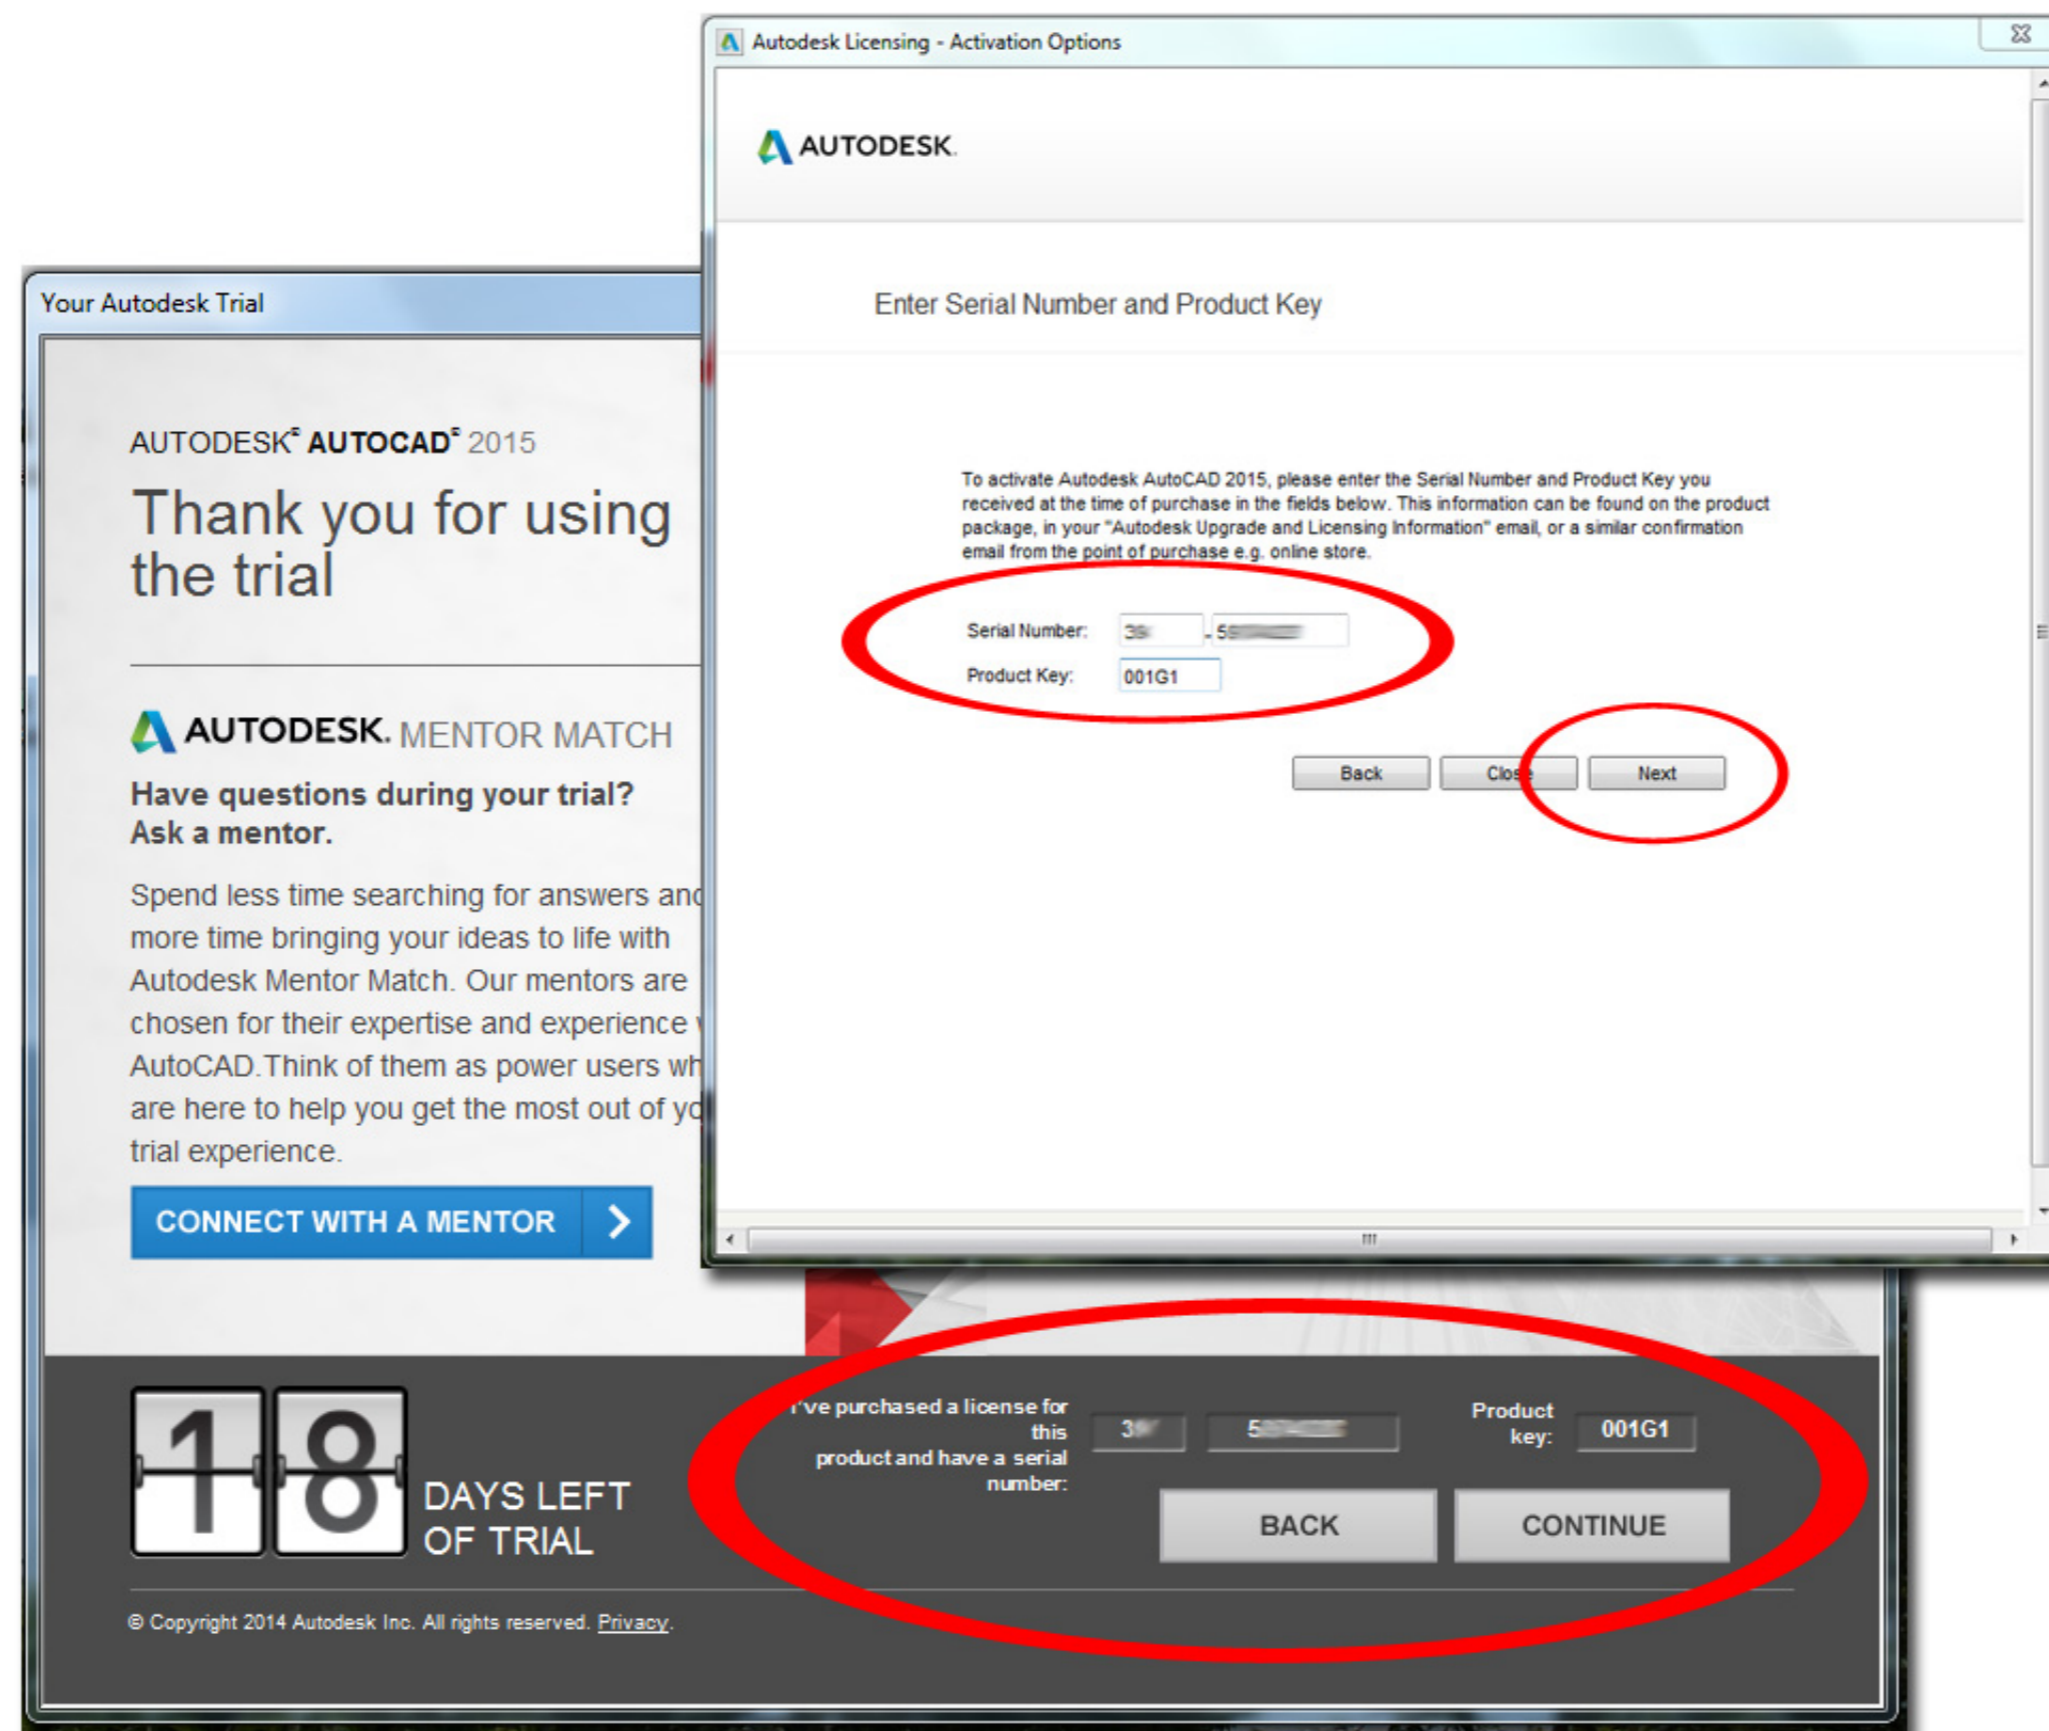 Autodesk Licensing - Activation Options
AUTODESK.
Enter Serial Number and Product Key
To activate Autodesk AutoCAD 2015, please enter the Serial Number and Product Key you
received at the time of purchase in the fields below. This information can be found on the product
package, in your "Autodesk Upgrade and Licensing Information" email, or a similar confirmation
email from the point of purchase e.g. online store.
Serial Number: -
Product Key: 001G1
Back Close Next
Your Autodesk Trial
AUTODESK® AUTOCAD® 2015
Thank you for using
the trial
AUTODESK. MENTOR MATCH
Have questions during your trial?
Ask a mentor.
Spend less time searching for answers and
more time bringing your ideas to life with
Autodesk Mentor Match. Our mentors are
chosen for their expertise and experience
AutoCAD.Think of them as power users
are here to help you get the most out of
trial experience.
CONNECT WITH A MENTOR
18
DAYS LEFT
OF TRIAL
I've purchased a license for
this
product and have a serial
number:
Product
key: 001G1
BACK CONTINUE
© Copyright 2014 Autodesk Inc. All rights reserved. Privacy.